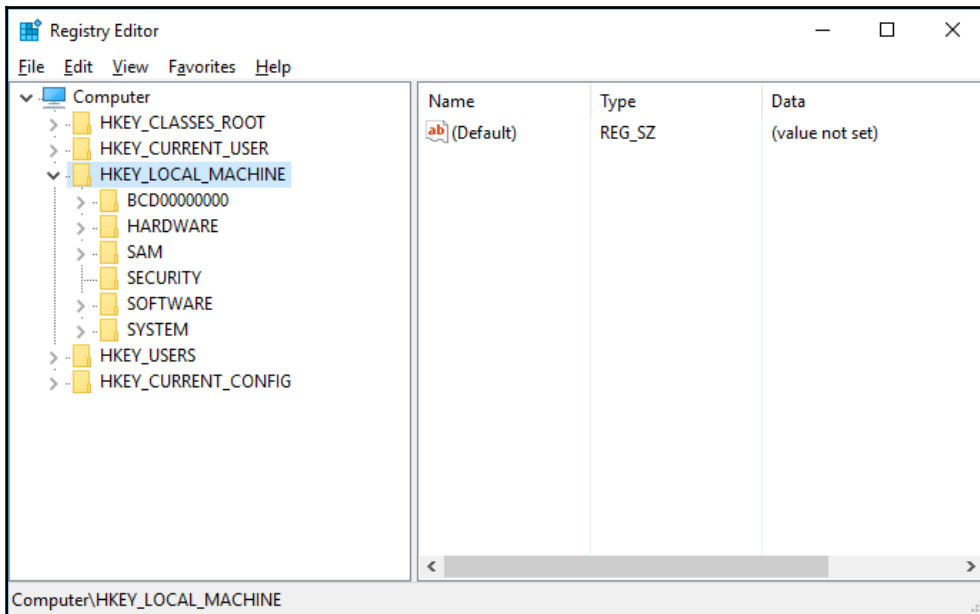 Registry Editor
File Edit View Favorites Help
Computer
HKEY_CLASSES_ROOT
HKEY_CURRENT_USER
HKEY_LOCAL_MACHINE
BCD00000000
HARDWARE
SAM
SECURITY
SOFTWARE
SYSTEM
HKEY_USERS
HKEY_CURRENT_CONFIG
Name Type Data
ab (Default) REG_SZ (value not set)
Computer\HKEY_LOCAL_MACHINE